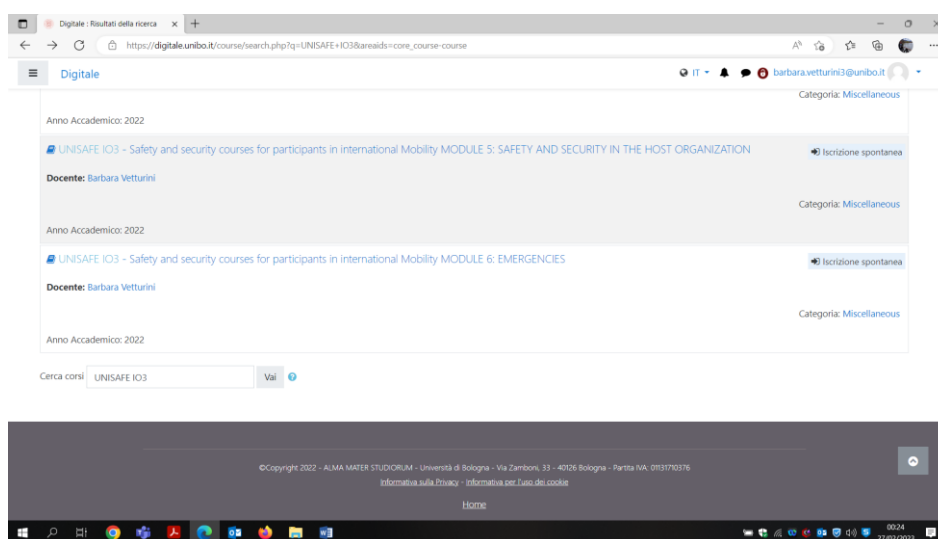 Digitale : Risultati della ricerca
https://digitale.unibo.it/course/search.php?q=UNISAFE+IO3&areaids=core_course-course
Digitale
IT
barbara.vetturini3@unibo.it
Categoria: Miscellaneous
Anno Accademico: 2022
UNISAFE IO3 - Safety and security courses for participants in international Mobility MODULE 5: SAFETY AND SECURITY IN THE HOST ORGANIZATION
Iscrizione spontanea
Docente: Barbara Vetturini
Categoria: Miscellaneous
Anno Accademico: 2022
UNISAFE IO3 - Safety and security courses for participants in international Mobility MODULE 6: EMERGENCIES
Iscrizione spontanea
Docente: Barbara Vetturini
Categoria: Miscellaneous
Anno Accademico: 2022
Cerca corsi UNISAFE IO3 Vai
©Copyright 2022 - ALMA MATER STUDIORUM - Università di Bologna - Via Zamboni, 33 - 40126 Bologna - Partita IVA: 01131710376
Informativa sulla Privacy - Informativa per l'uso dei cookie
Home
00:24
27/03/2023